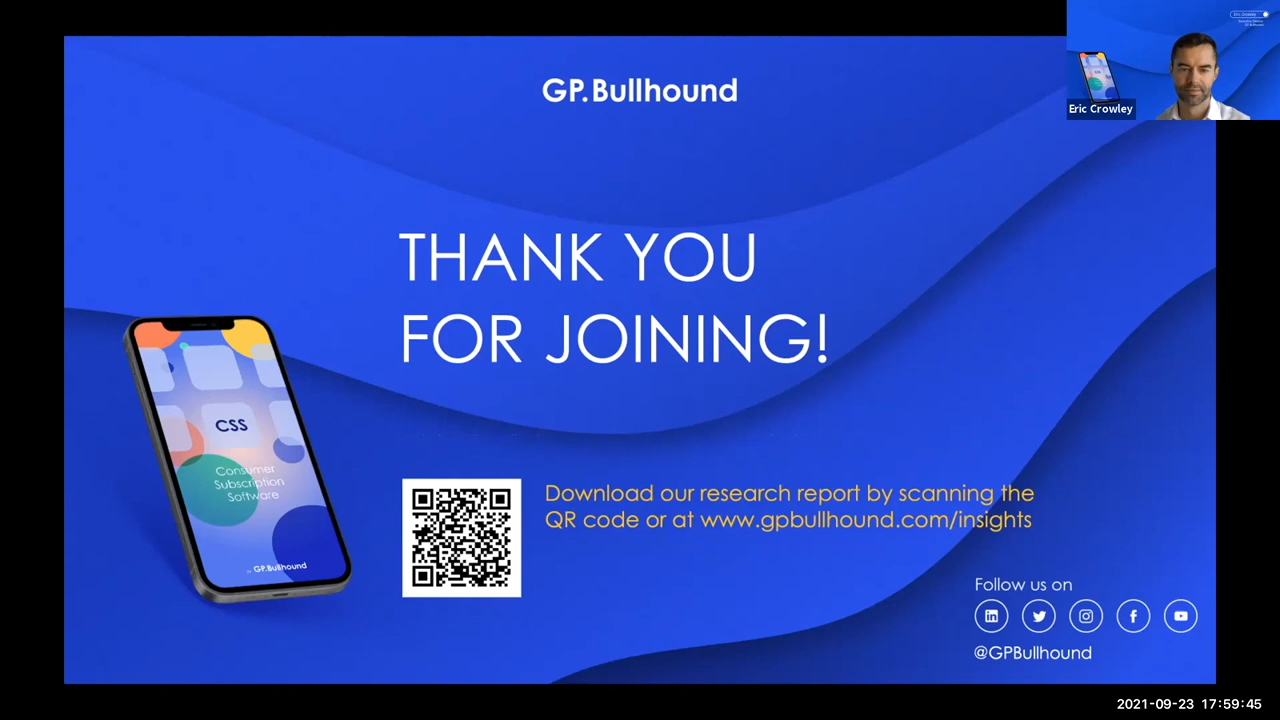 GP.Bullhound
Eric Crowley
THANK YOU
FOR JOINING!
CSS
Consumer
Subscription
Software
GP.Bullhound
Download our research report by scanning the
QR code or at www.gpbullhound.com/insights
Follow us on
@GPBullhound
2021-09-23 17:59:45